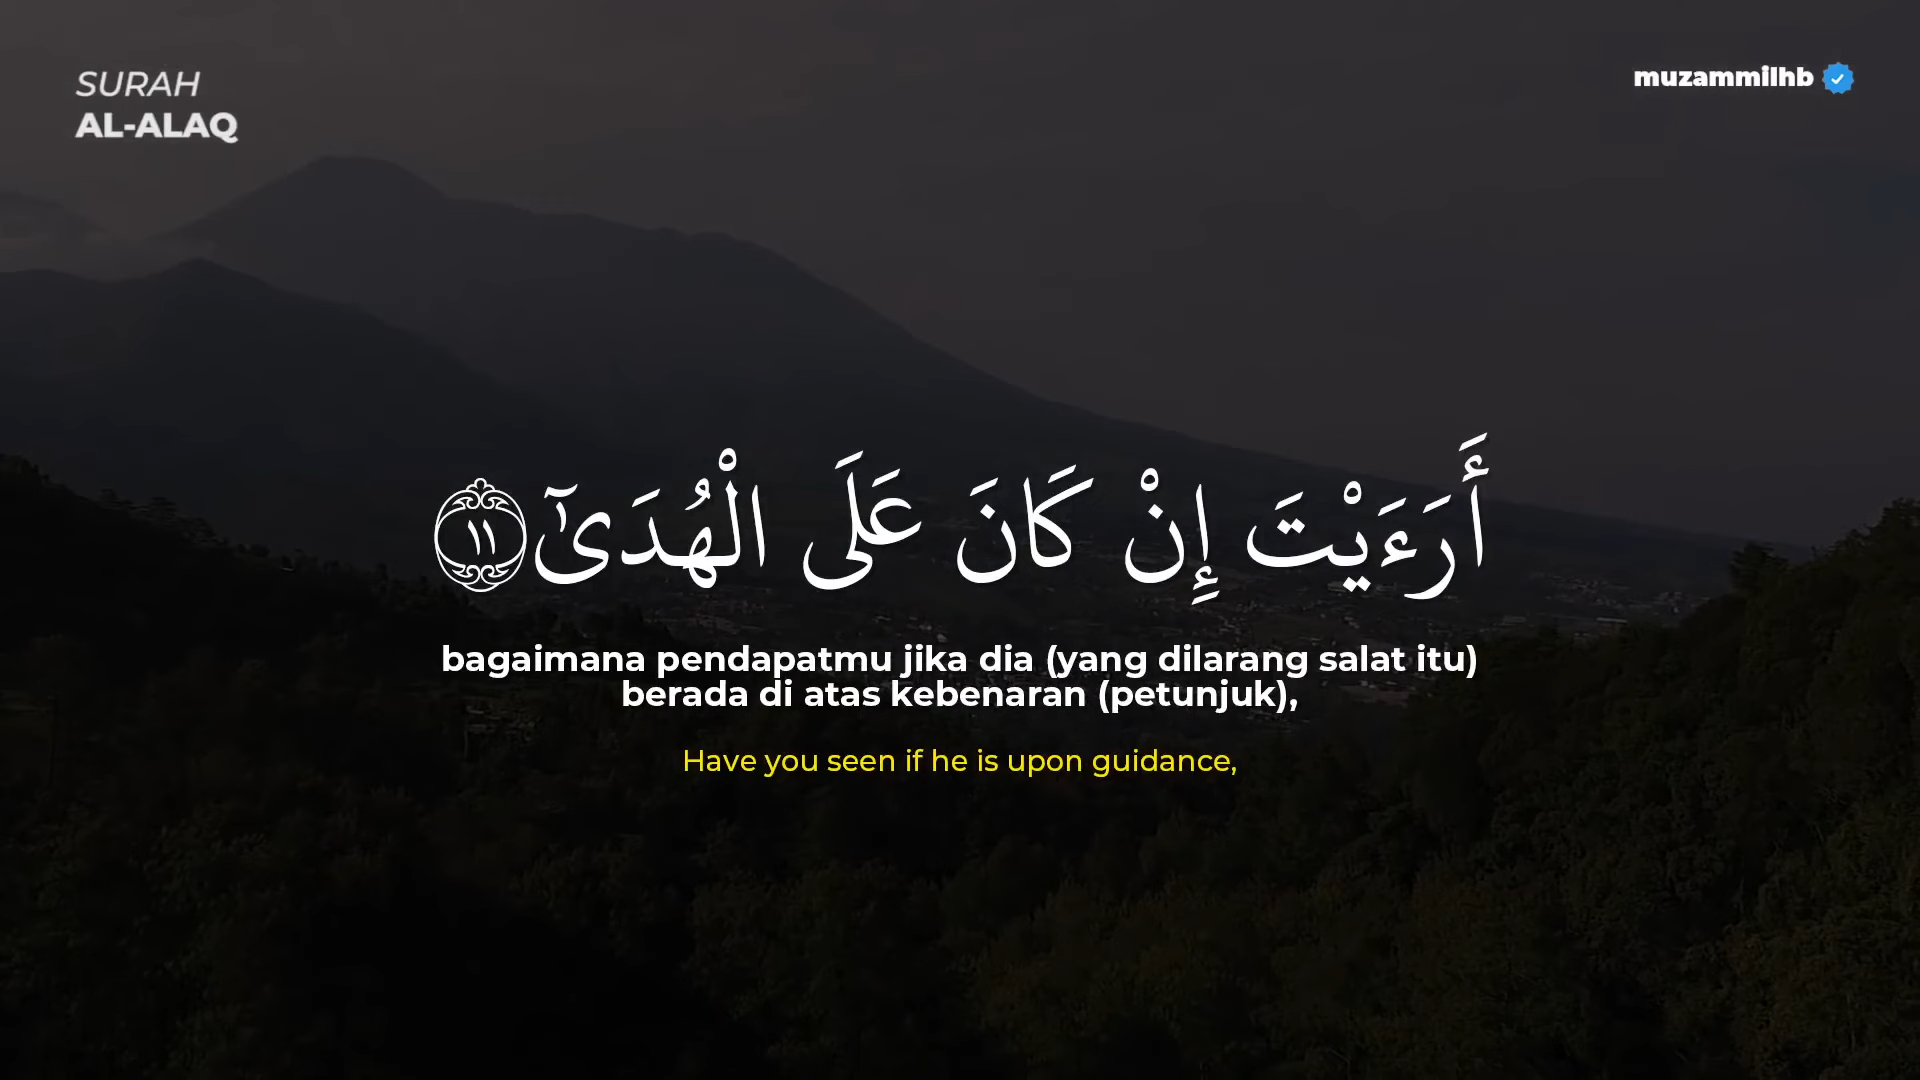 SURAH
AL-ALAQ
muzammilhb
أَرَءَيْتَ إِنْ كَانَ عَلَى الْهُدَىٰٓ ١١
bagaimana pendapatmu jika dia (yang dilarang salat itu)
berada di atas kebenaran (petunjuk),
Have you seen if he is upon guidance,